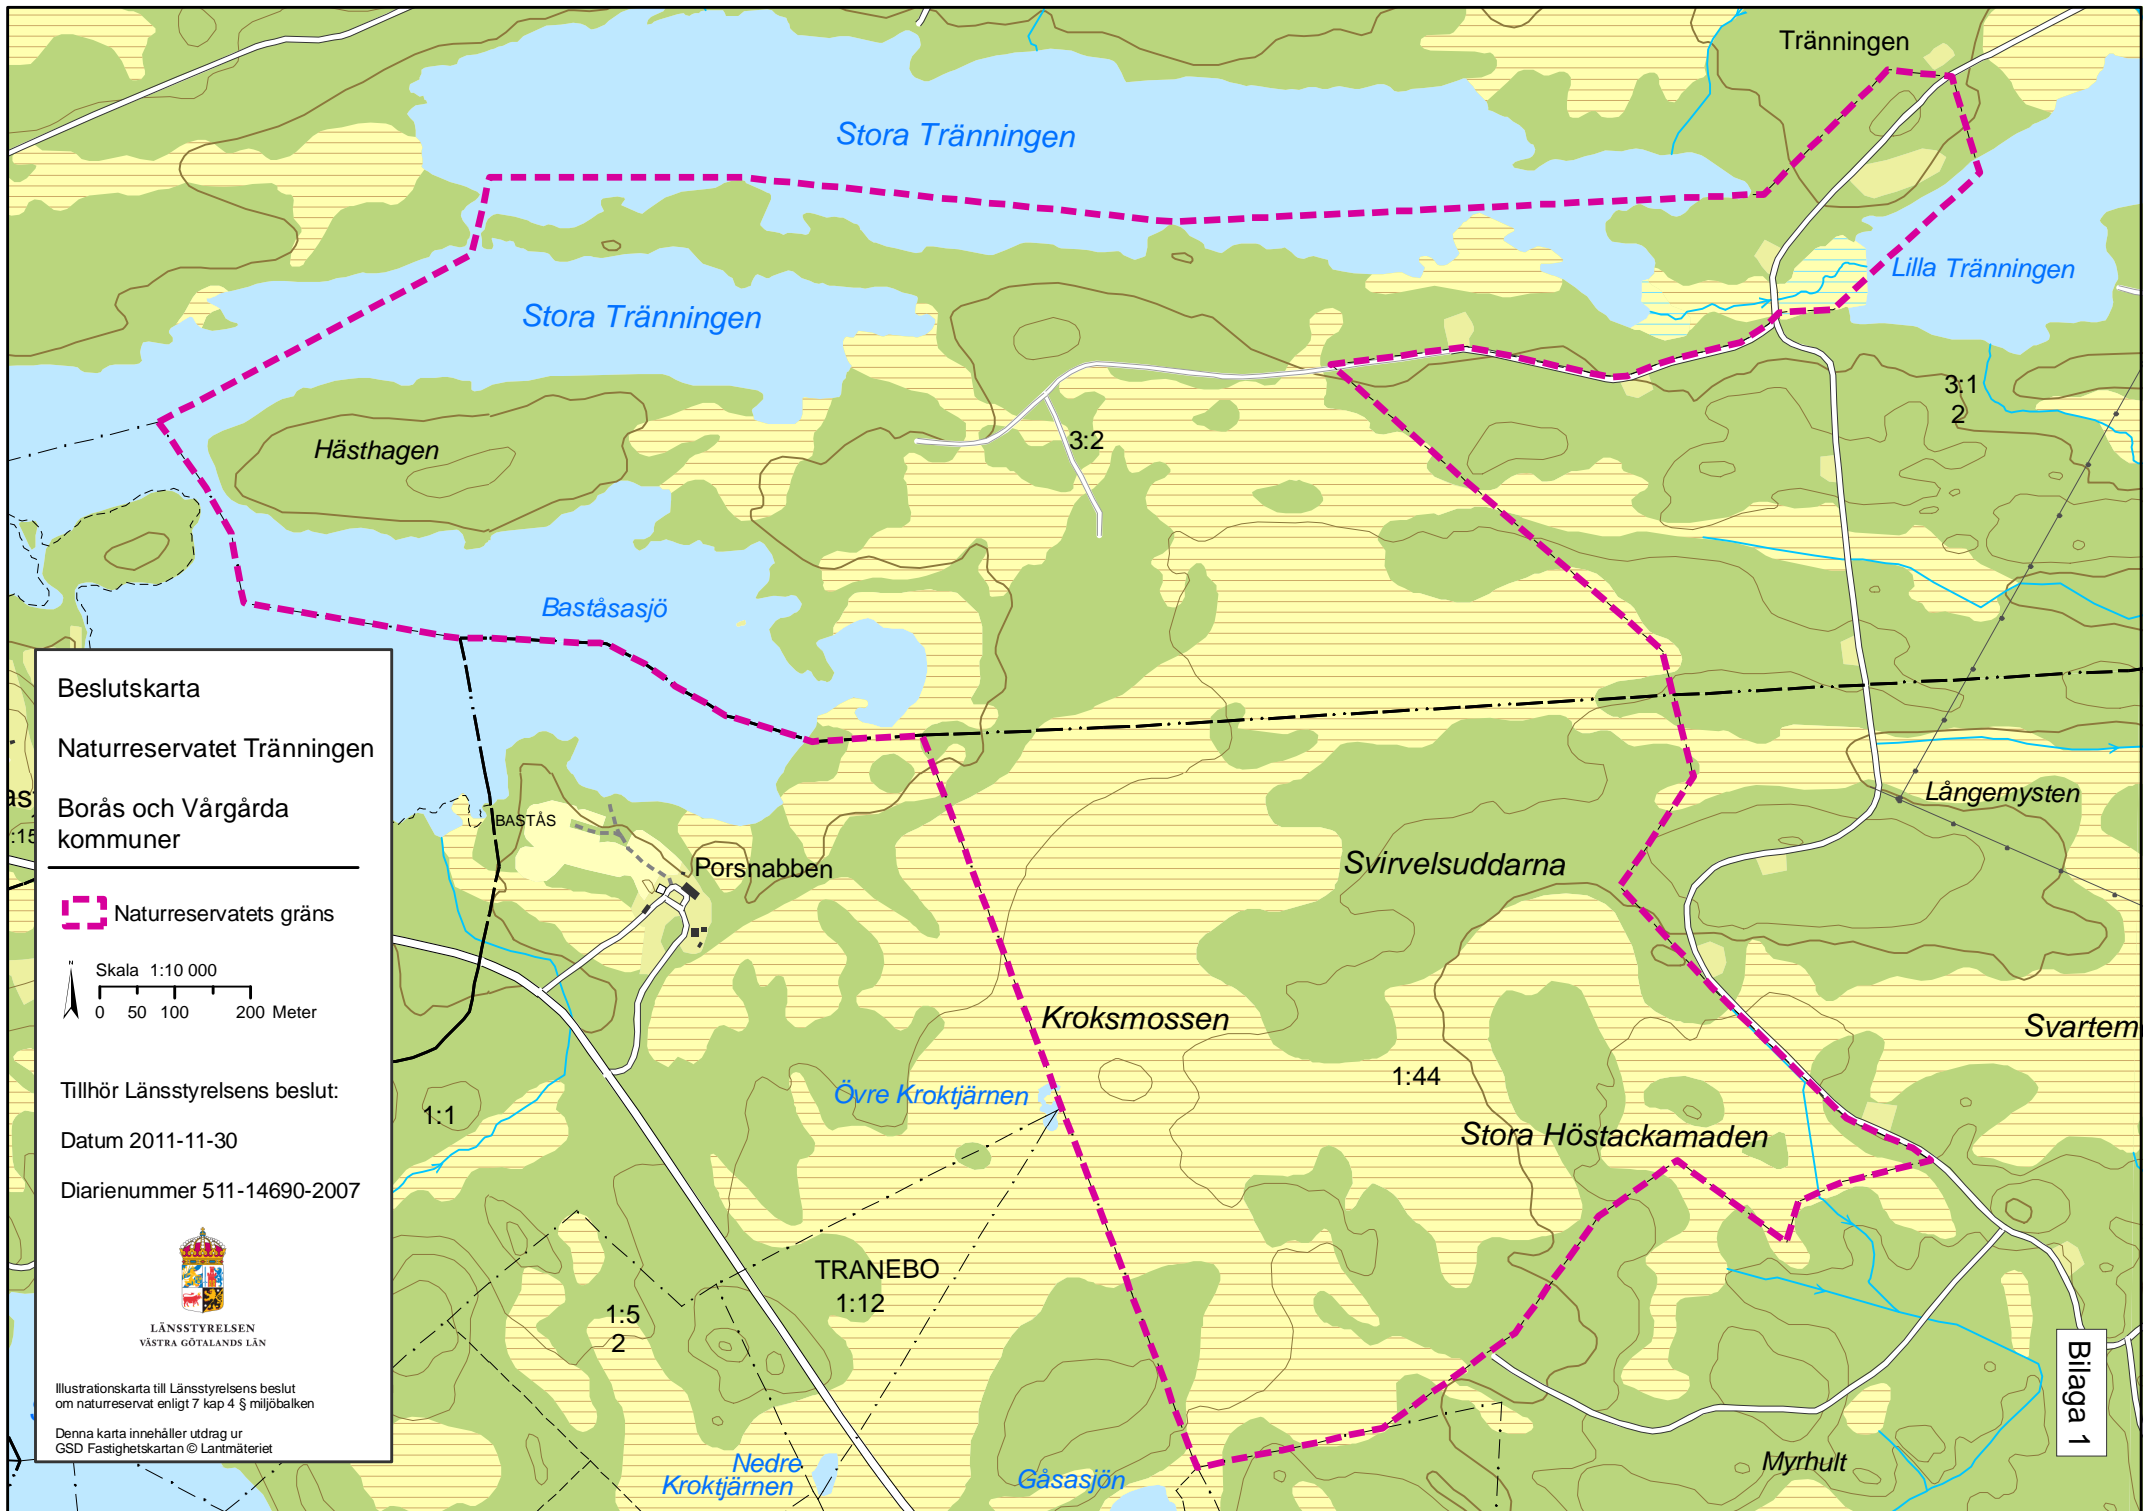 Tränningen
Stora Tränningen
Lilla Tränningen
Stora Tränningen
3:1
2
Hästhagen
3:2
Baståsasjö
Beslutskarta
Naturreservatet Tränningen
Borås och Vårgårda
kommuner
Naturreservatets gräns
N
Skala 1:10 000
0 50 100 200 Meter
Tillhör Länsstyrelsens beslut:
Datum 2011-11-30
Diarienummer 511-14690-2007
LÄNSSTYRELSEN
VÄSTRA GÖTALANDS LÄN
Illustrationskarta till Länsstyrelsens beslut
om naturreservat enligt 7 kap 4 § miljöbalken
Denna karta innehåller utdrag ur
GSD Fastighetskartan © Lantmäteriet
:15
BASTÅS
Porsnabben
Långemysten
Svirvelsuddarna
Kroksmossen
Svartem
1:44
Övre Kroktjärnen
1:1
Stora Höstackamaden
TRANEBO
1:12
1:5
2
Nedre
Kroktjärnen
Gåsasjön
Myrhult
Bilaga 1